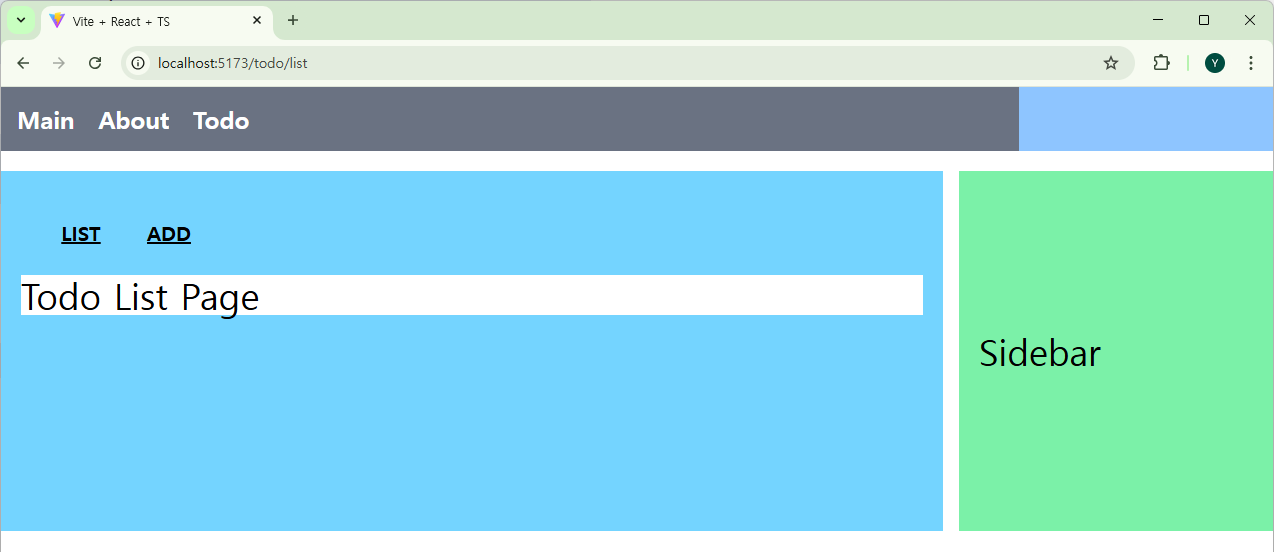 Vite + React + TS
localhost:5173/todo/list
Y
Main About Todo
LIST ADD
Todo List Page
Sidebar